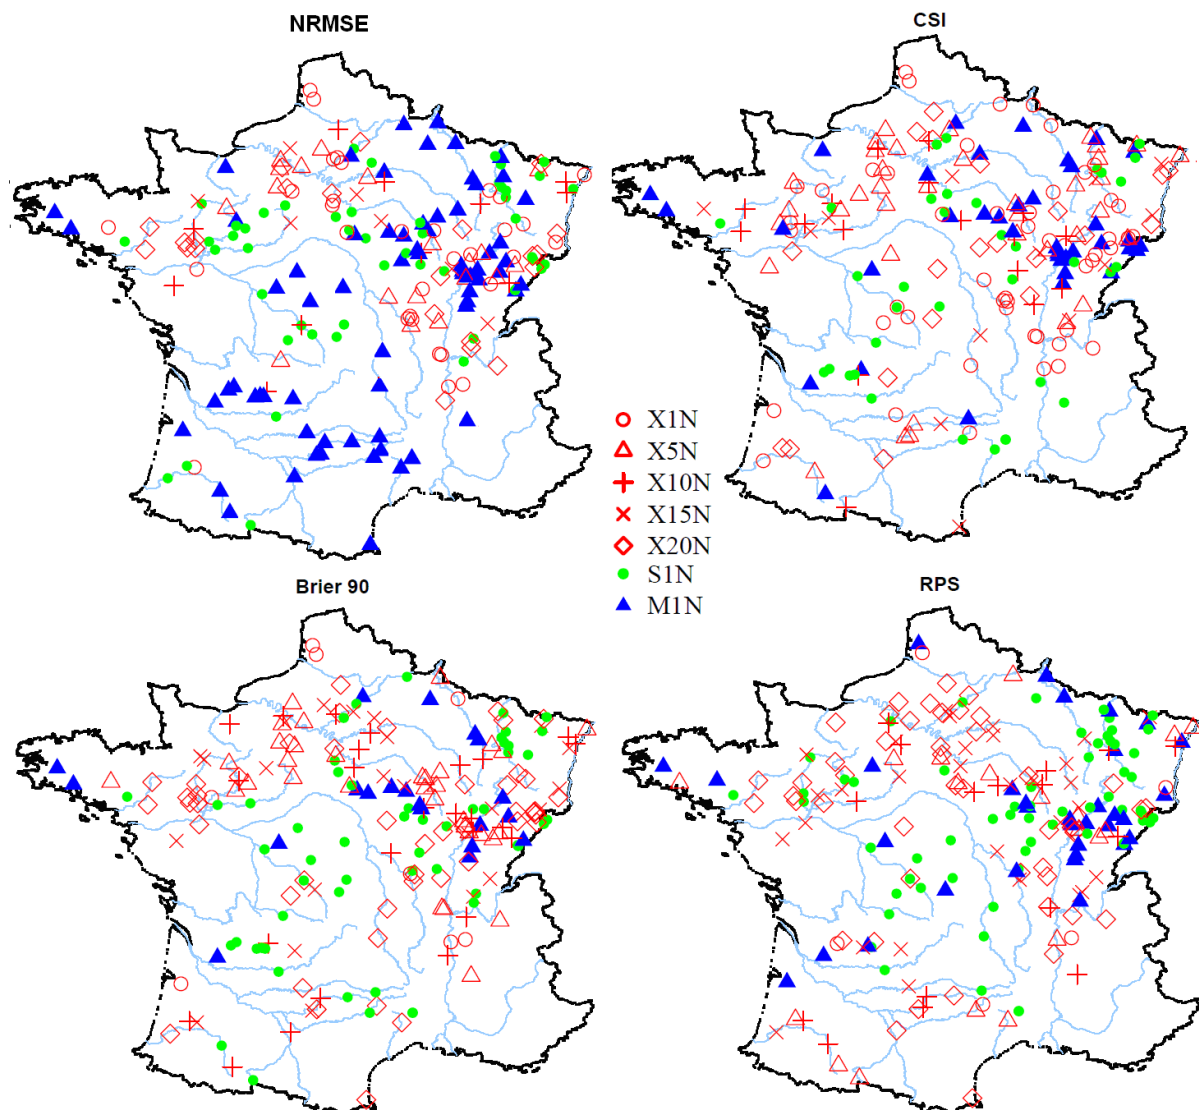 NRMSE
CSI
X1N
X5N
X10N
X15N
X20N
S1N
M1N
Brier 90
RPS